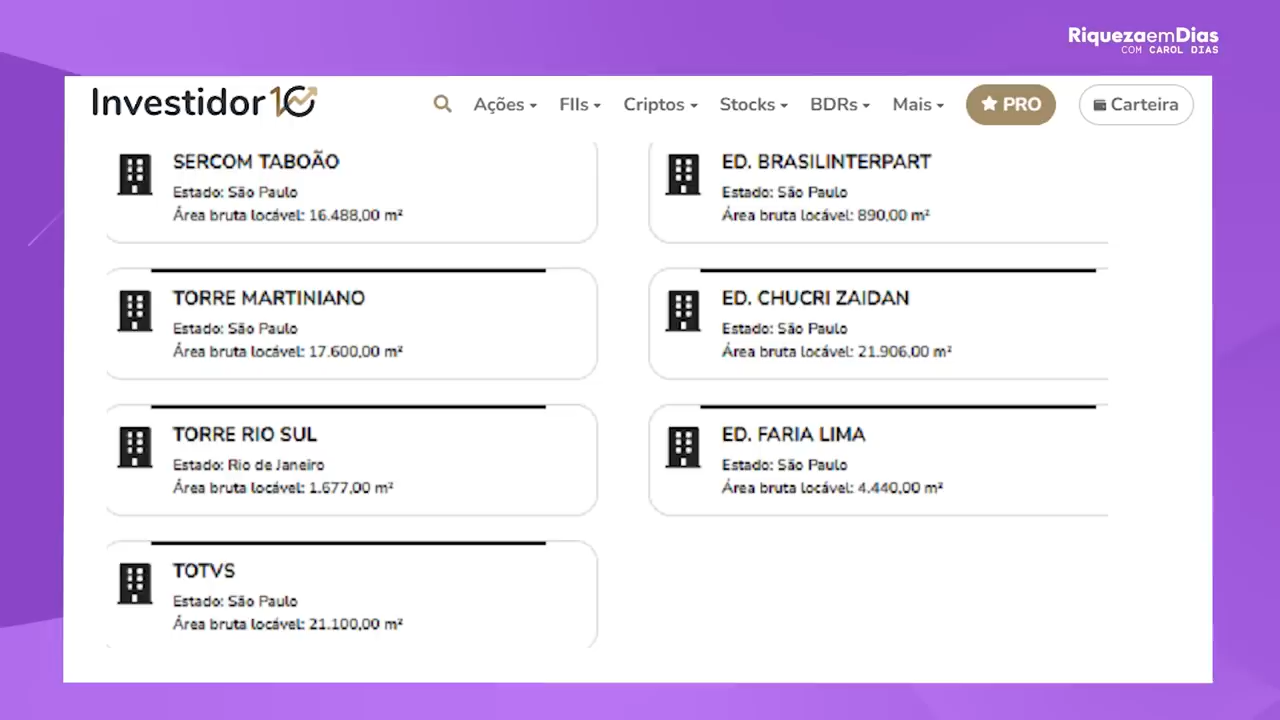 RiquezaemDias
COM CAROL DIAS
Investidor10
Ações
FIIs
Criptos
Stocks
BDRs
Mais
PRO
Carteira
SERCOM TABOÃO
Estado: São Paulo
Área bruta locável: 16.488,00 m²
ED. BRASILINTERPART
Estado: São Paulo
Área bruta locável: 890,00 m²
TORRE MARTINIANO
Estado: São Paulo
Área bruta locável: 17.600,00 m²
ED. CHUCRI ZAIDAN
Estado: São Paulo
Área bruta locável: 21.906,00 m²
TORRE RIO SUL
Estado: Rio de Janeiro
Área bruta locável: 1.677,00 m²
ED. FARIA LIMA
Estado: São Paulo
Área bruta locável: 4.440,00 m²
TOTVS
Estado: São Paulo
Área bruta locável: 21.100,00 m²